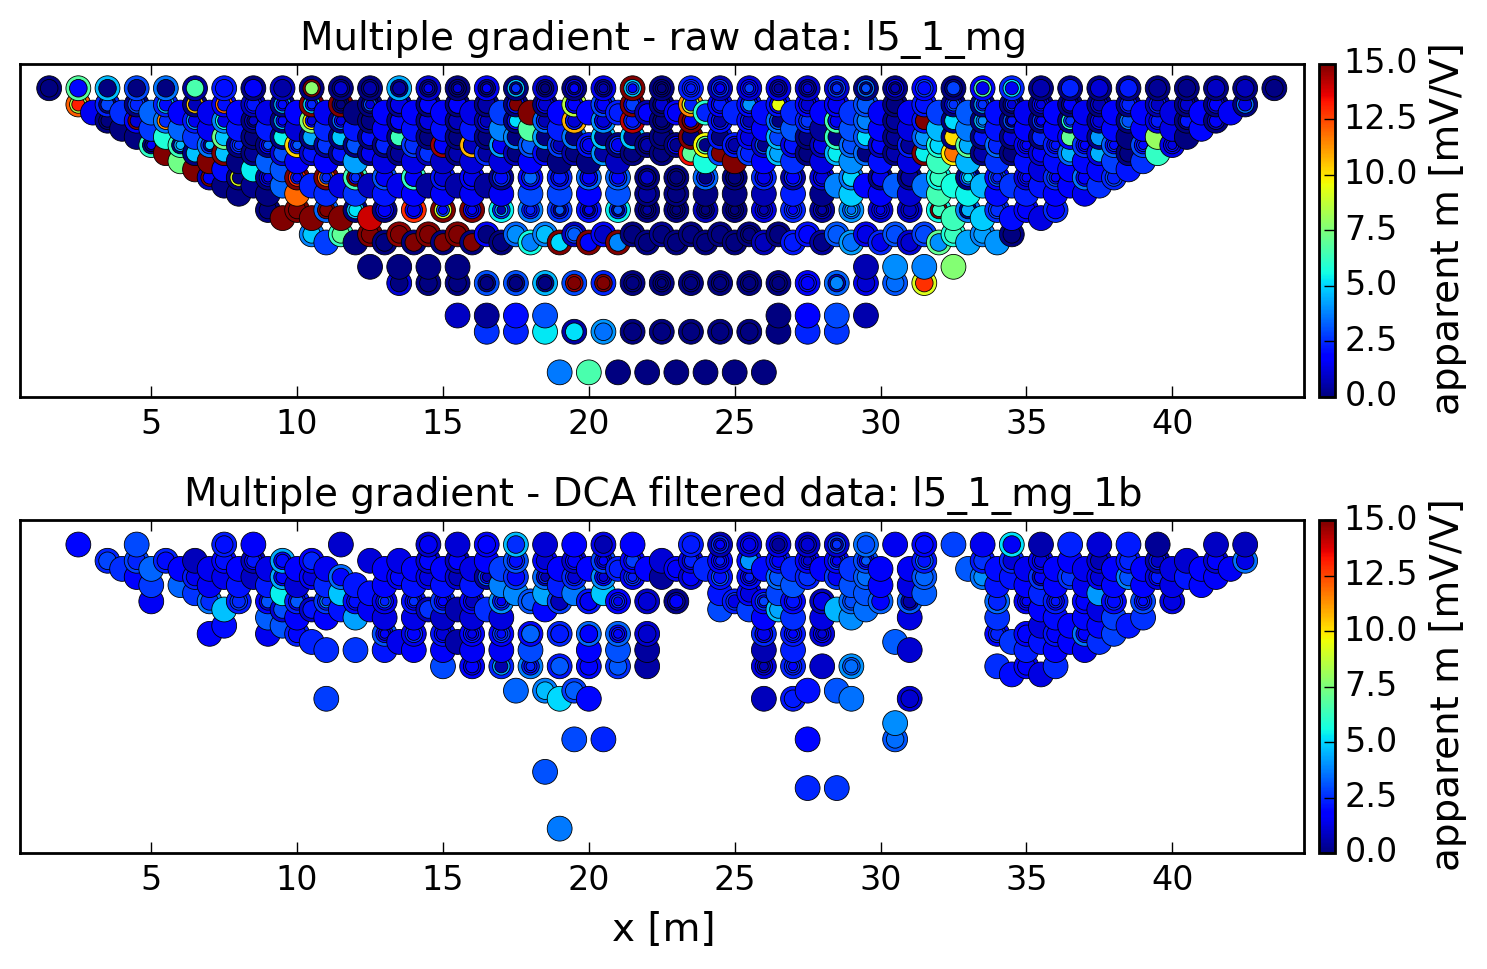 Multiple gradient - raw data: l5_1_mg
15.0
12.5
10.0
7.5
5.0
2.5
0.0
apparent m [mV/V]
5 10 15 20 25 30 35 40
Multiple gradient - DCA filtered data: l5_1_mg_1b
15.0
12.5
10.0
7.5
5.0
2.5
0.0
apparent m [mV/V]
5 10 15 20 25 30 35 40
x [m]